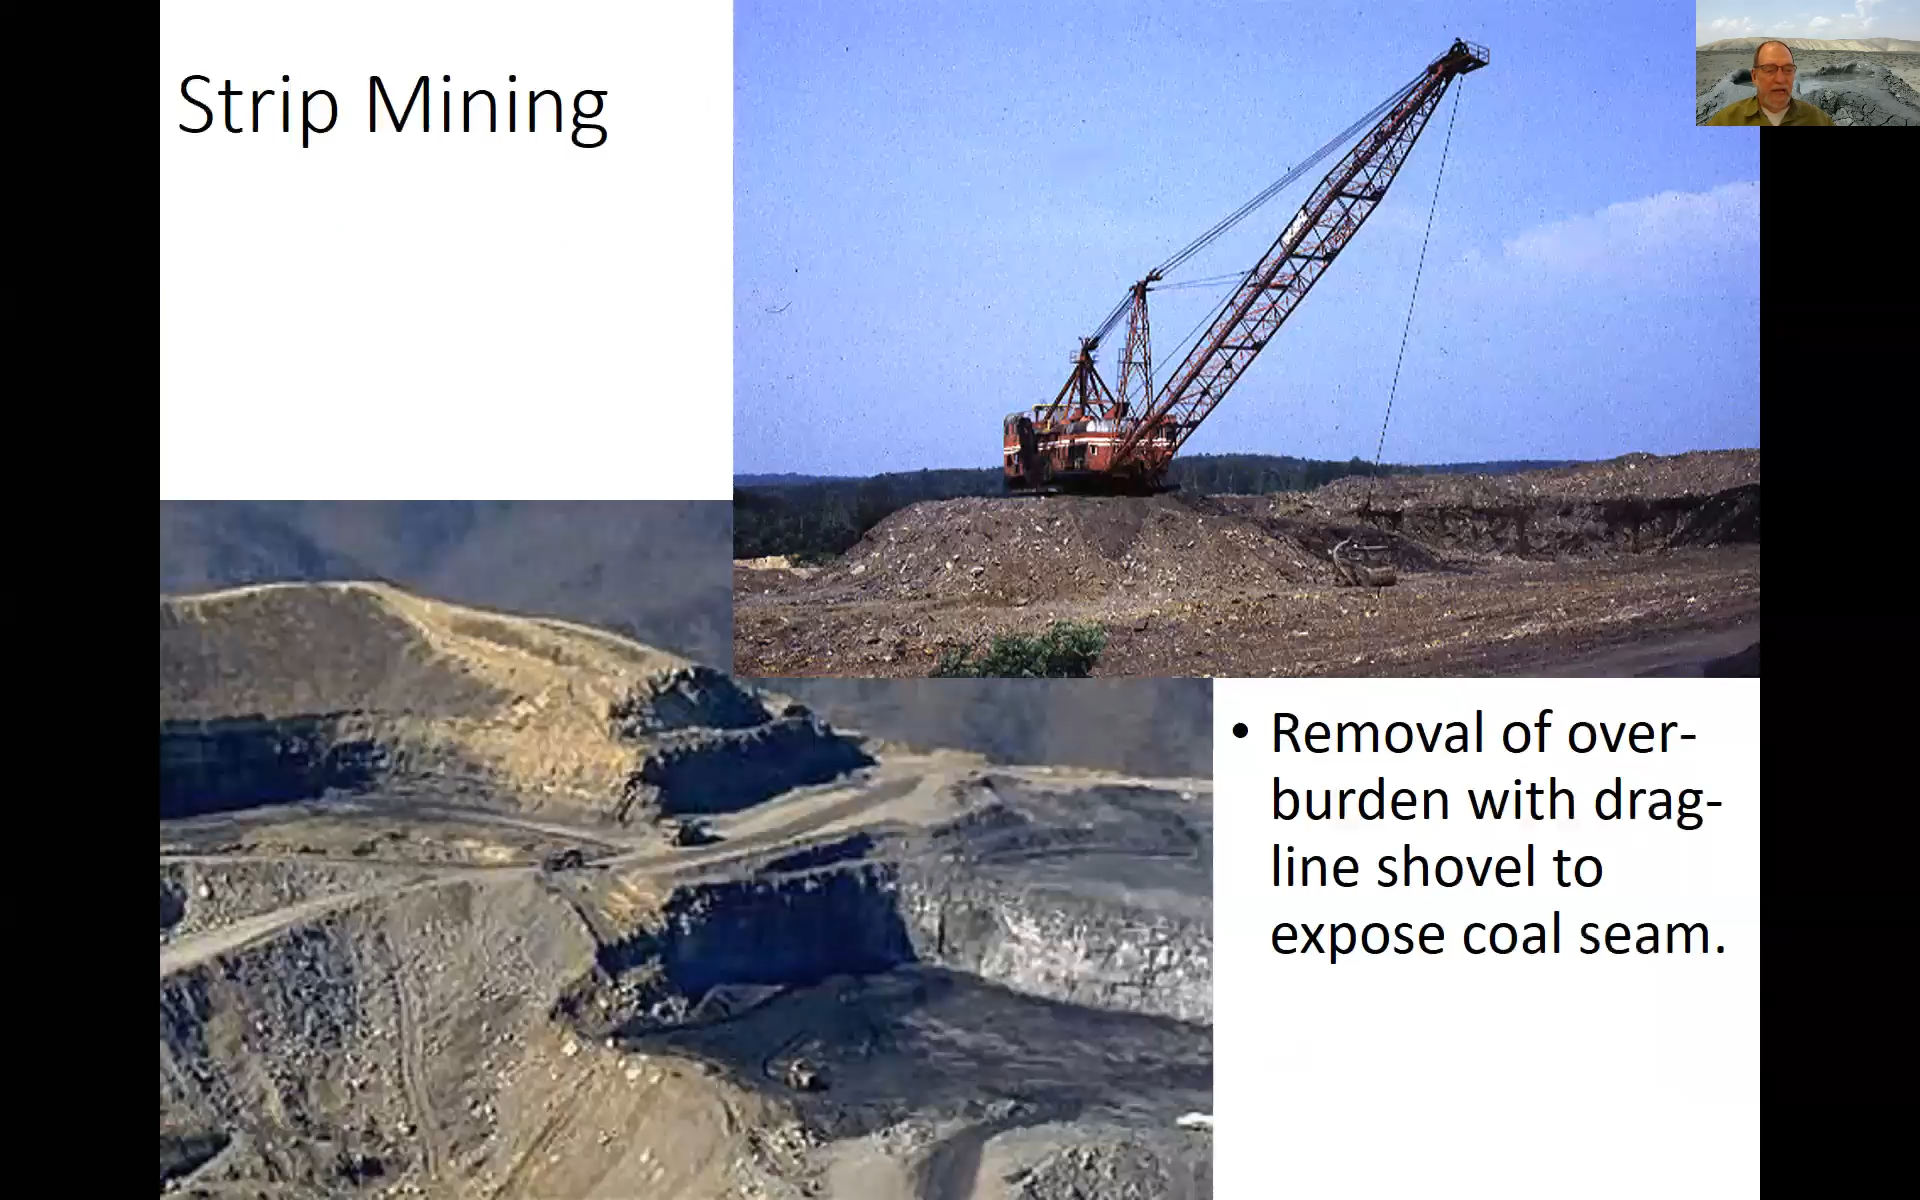 Strip Mining
• Removal of over-
burden with drag-
line shovel to
expose coal seam.